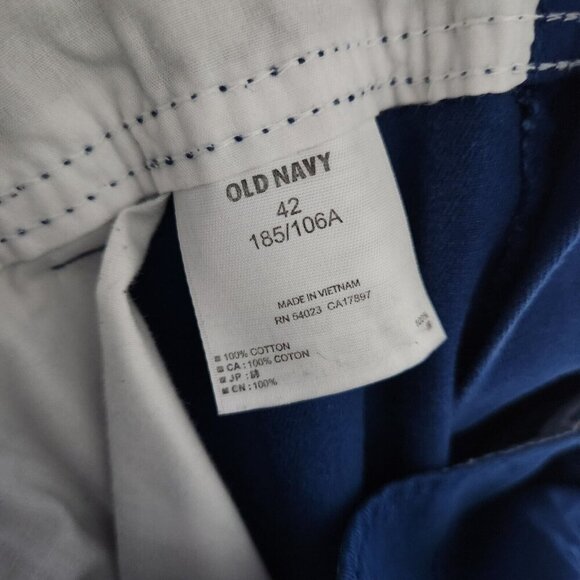 OLD NAVY
42
185/106A
MADE IN VIETNAM
RN 54023 CA17897
100% COTTON
CA : 100% COTON
JP : 綿
CN : 100%
100%